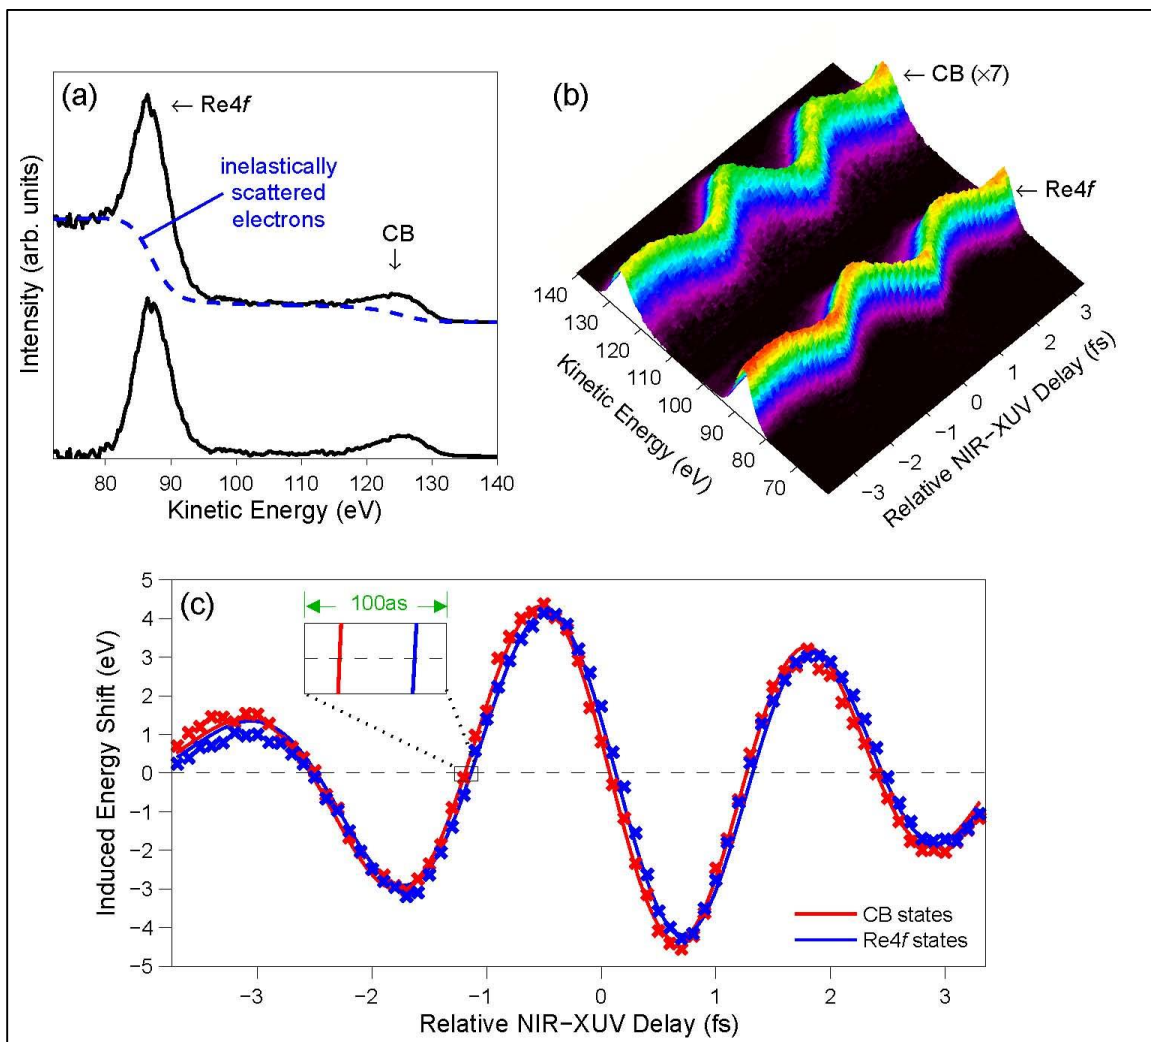 (a)
← Re4f
inelastically
scattered
electrons
CB
↓
Intensity (arb. units)
80 90 100 110 120 130 140
Kinetic Energy (eV)
(b)
← CB (×7)
← Re4f
140
130
120
110
100
90
80
70
Kinetic Energy (eV)
−3
−2
−1
0
1
2
3
Relative NIR−XUV Delay (fs)
(c)
100as
5
4
3
2
1
0
−1
−2
−3
−4
−5
Induced Energy Shift (eV)
CB states
Re4f states
−3 −2 −1 0 1 2 3
Relative NIR−XUV Delay (fs)